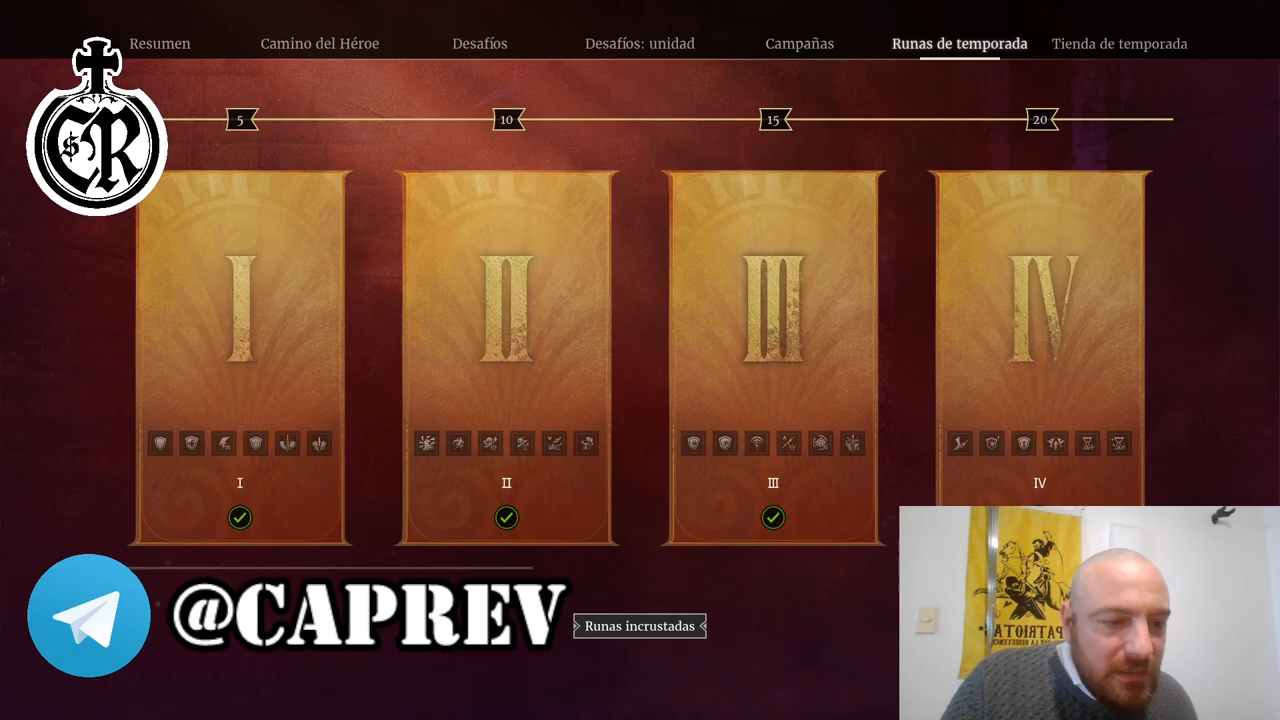 Resumen Camino del Héroe Desafíos Desafíos: unidad Campañas Runas de temporada Tienda de temporada
C$R
5 10 15 20
I II III IV
I II III IV
@CAPREV
Runas incrustadas
PATRIOTA